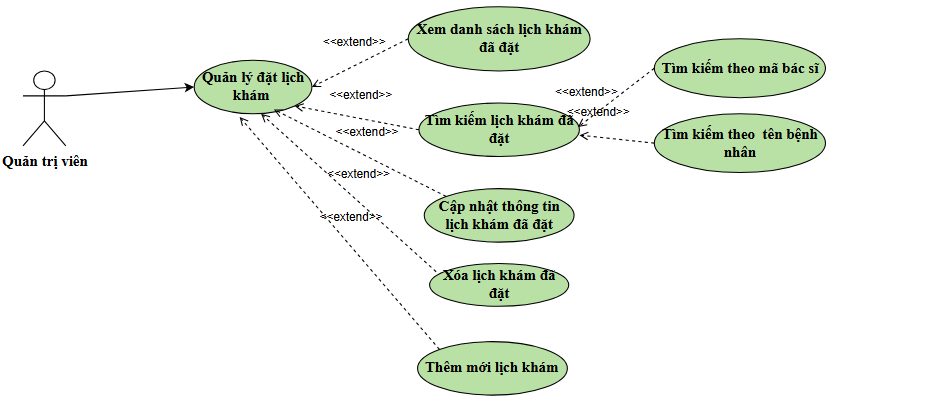 Quản trị viên
Quản lý đặt lịch
khám
<<extend>>
Xem danh sách lịch khám
đã đặt
<<extend>>
Tìm kiếm lịch khám đã
đặt
<<extend>>
Tìm kiếm theo mã bác sĩ
<<extend>>
Tìm kiếm theo tên bệnh
nhân
<<extend>>
Cập nhật thông tin
lịch khám đã đặt
<<extend>>
Xóa lịch khám đã
đặt
<<extend>>
Thêm mới lịch khám